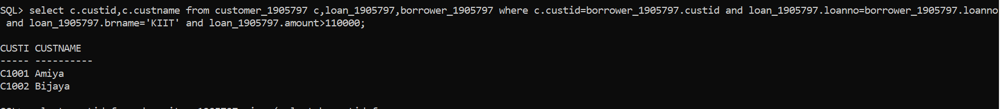 SQL> select c.custid,c.custname from customer_1905797 c,loan_1905797,borrower_1905797 where c.custid=borrower_1905797.custid and loan_1905797.loanno=borrower_1905797.loanno
and loan_1905797.brname='KIIT' and loan_1905797.amount>110000;
CUSTI CUSTNAME
----- ----------
C1001 Amiya
C1002 Bijaya